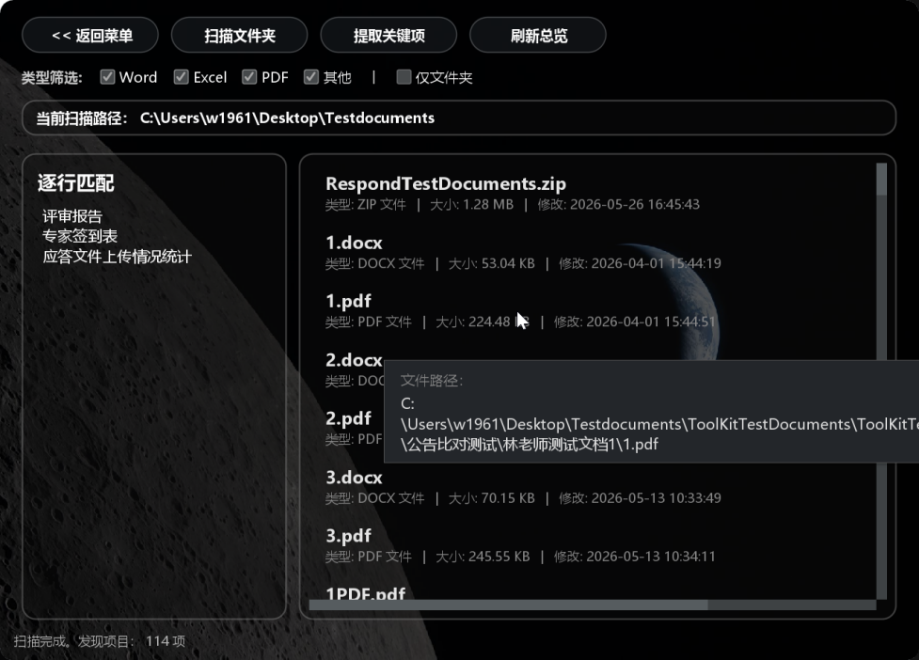 << 返回菜单 扫描文件夹 提取关键项 刷新总览
类型筛选: Word Excel PDF 其他 | 仅文件夹
当前扫描路径: C:\Users\w1961\Desktop\Testdocuments
逐行匹配
评审报告
专家签到表
应答文件上传情况统计
RespondTestDocuments.zip
类型: ZIP 文件 | 大小: 1.28 MB | 修改: 2026-05-26 16:45:43
1.docx
类型: DOCX 文件 | 大小: 53.04 KB | 修改: 2026-04-01 15:44:19
1.pdf
类型: PDF 文件 | 大小: 224.48 | 修改: 2026-04-01 15:44:51
2.docx
类型: DOC
2.pdf
类型: PDF
文件路径:
C:
\Users\w1961\Desktop\Testdocuments\ToolKitTestDocuments\ToolKitTe
\公告比对测试\林老师测试文档1\1.pdf
3.docx
类型: DOCX 文件 | 大小: 70.15 KB | 修改: 2026-05-13 10:33:49
3.pdf
类型: PDF 文件 | 大小: 245.55 KB | 修改: 2026-05-13 10:34:11
1PDF.pdf
扫描完成。发现项目: 114 项